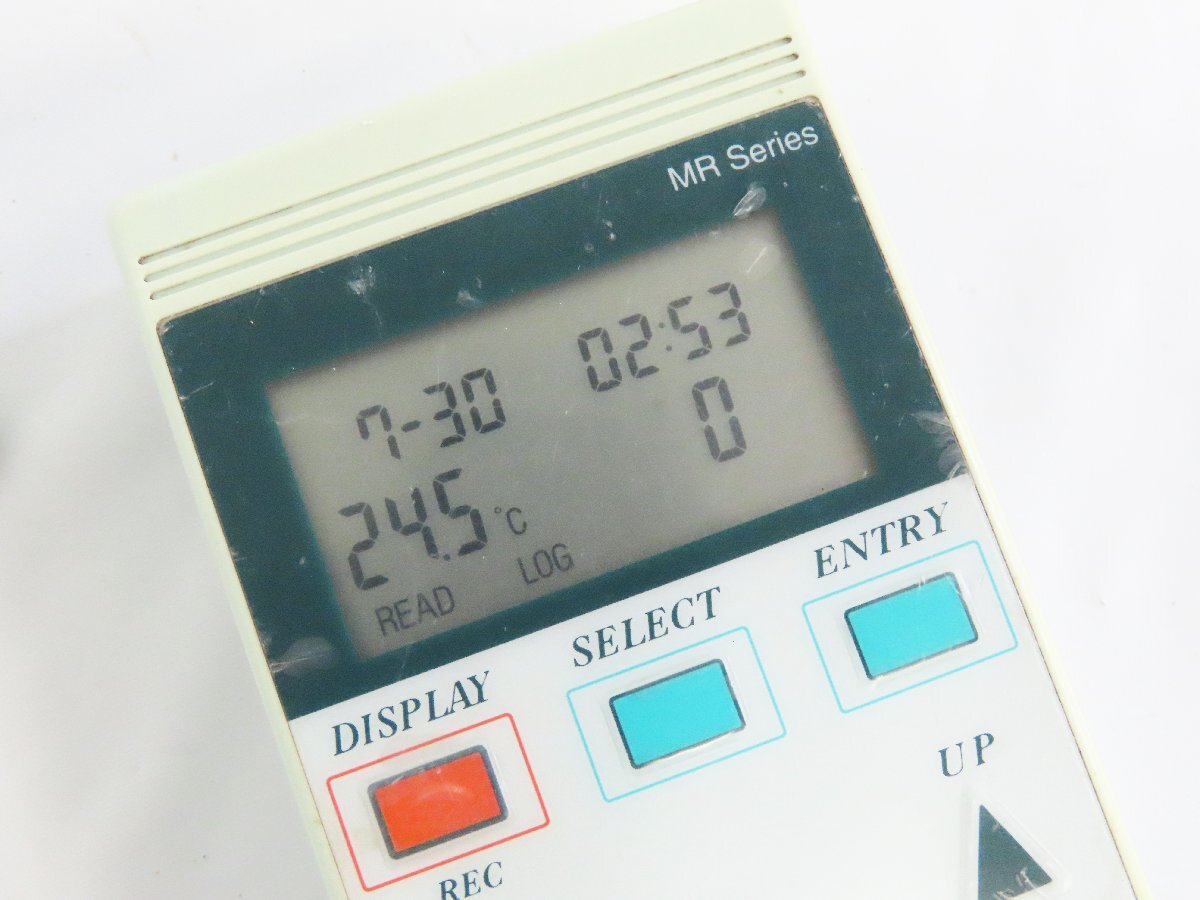 MR Series
7-30 02:53
24.5 °C 0
READ LOG
DISPLAY SELECT ENTRY
REC UP